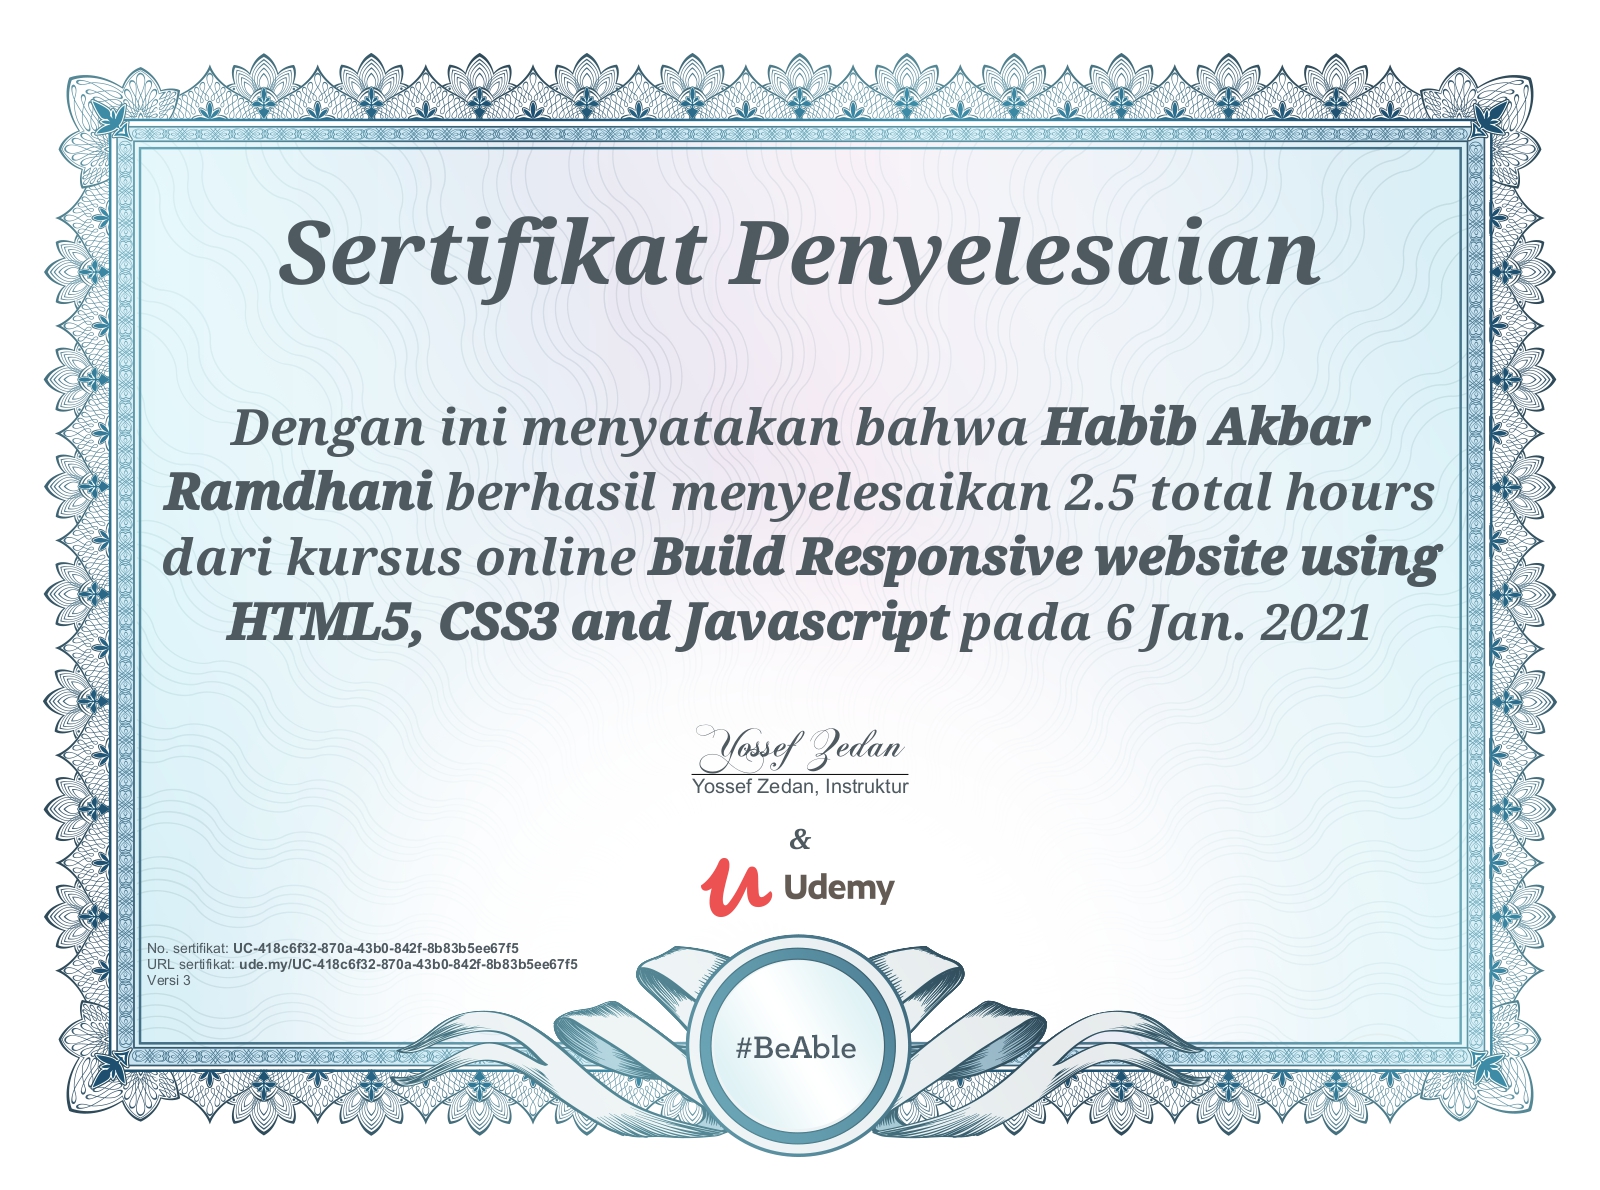 Sertifikat Penyelesaian
Dengan ini menyatakan bahwa Habib Akbar
Ramdhani berhasil menyelesaikan 2.5 total hours
dari kursus online Build Responsive website using
HTML5, CSS3 and Javascript pada 6 Jan. 2021
Yossef Zedan
Yossef Zedan, Instruktur
&
Udemy
No. sertifikat: UC-418c6f32-870a-43b0-842f-8b83b5ee67f5
URL sertifikat: ude.my/UC-418c6f32-870a-43b0-842f-8b83b5ee67f5
Versi 3
#BeAble